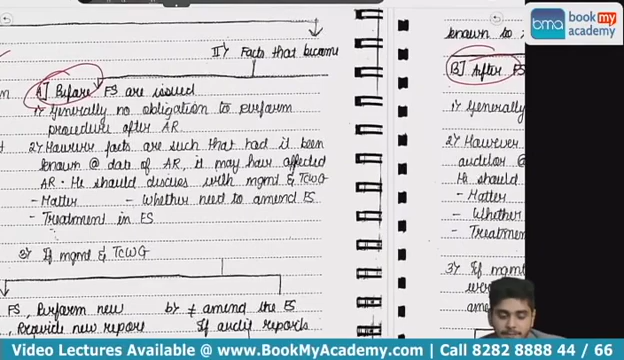 II) Facts that become
A] Before FS are issued
1) Generally no obligation to perform
procedure after AR.
2) However facts are such that had it been
known @ date of AR, it may have affected
AR. He should discuss with mgmt & TCWG
- Matter - Whether need to amend FS
- Treatment in FS
3) If mgmt & TCWG
FS, Perform new
Provide new report
b) ≠ amend the FS
If audit reports
known to
B] After FS
1) Generally
2) However
auditor @
He should
- Matter
- Whether
- Treatment
3) If mgmt
bma book my academy
Video Lectures Available @ www.BookMyAcademy.com | Call 8282 8888 44 / 66